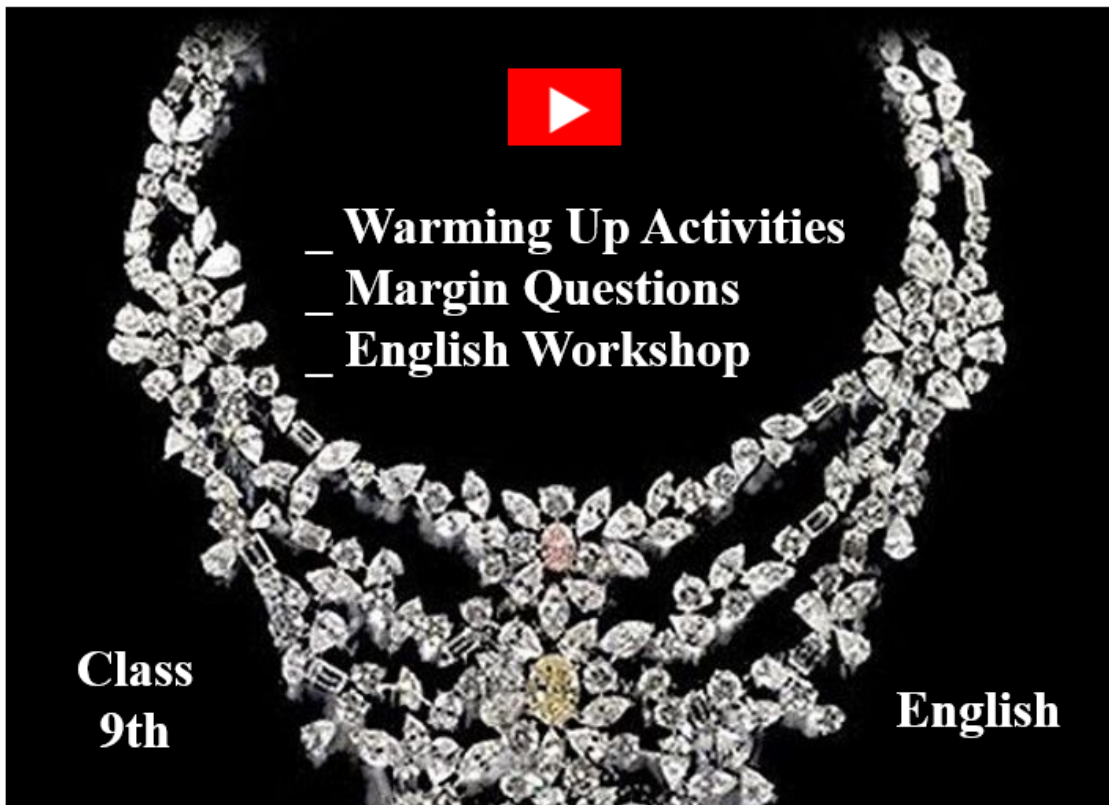 _ Warming Up Activities
_ Margin Questions
_ English Workshop
Class
9th
English